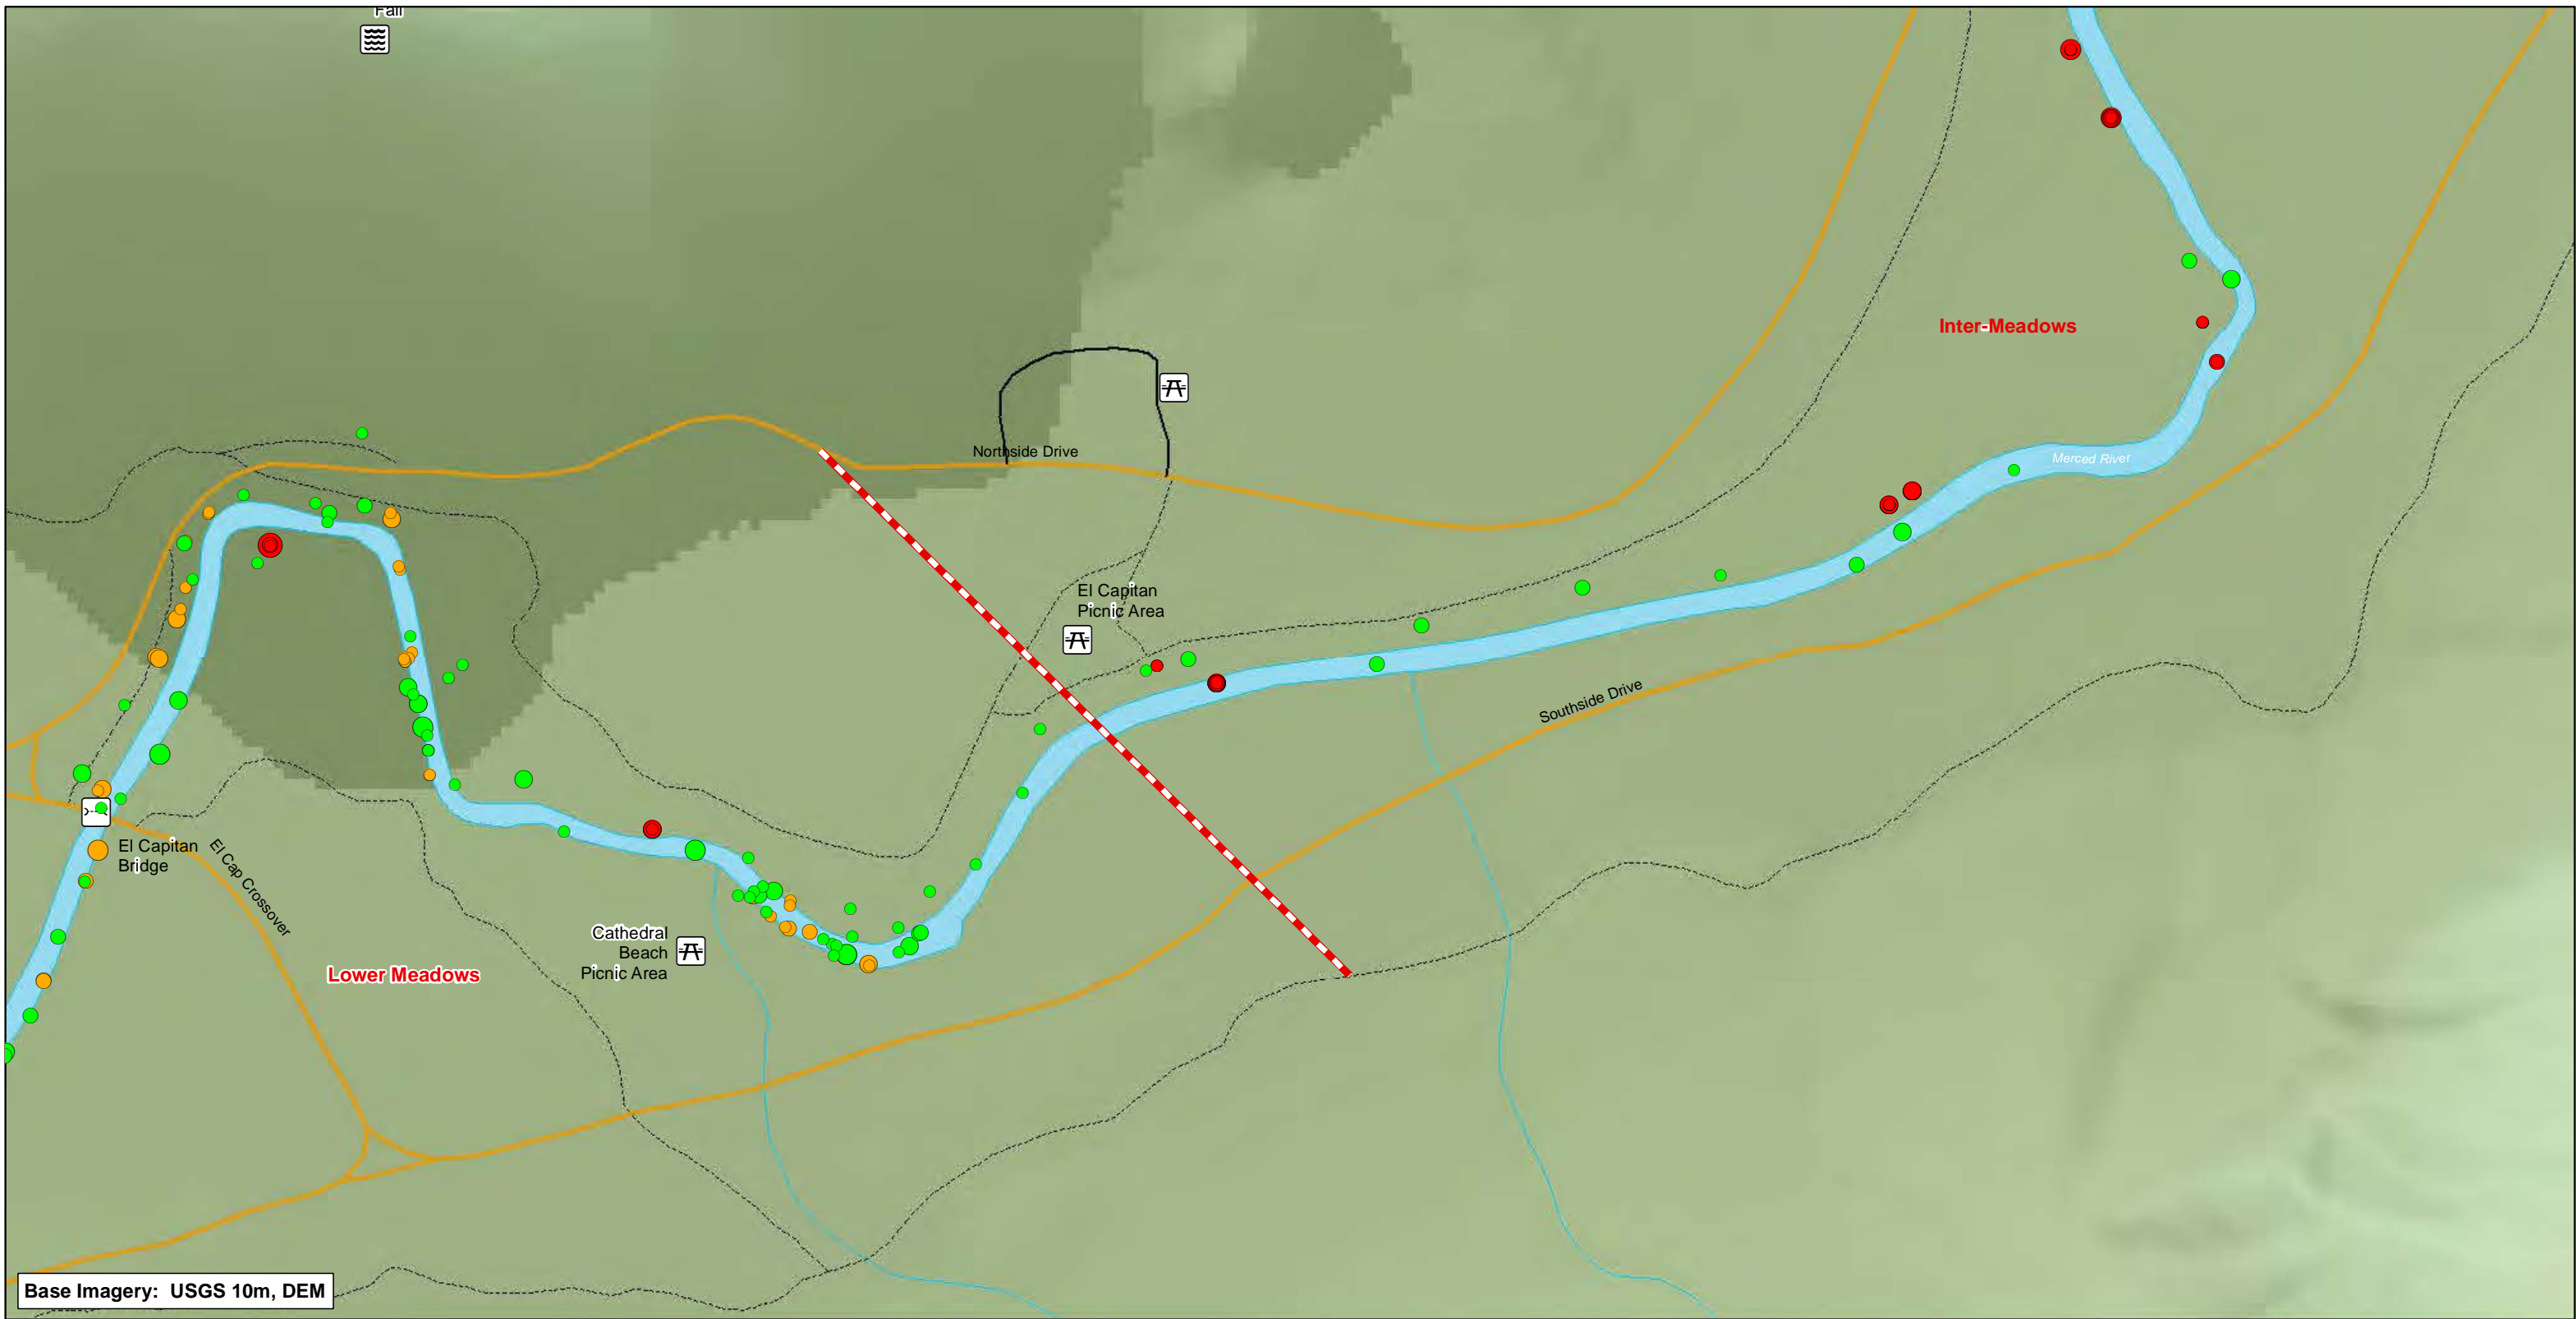 Fall
Inter-Meadows
Northside Drive
Merced River
El Capitan
Picnic Area
Southside Drive
El Capitan
Bridge
El Cap Crossover
Cathedral
Beach
Picnic Area
Lower Meadows
Base Imagery: USGS 10m, DEM